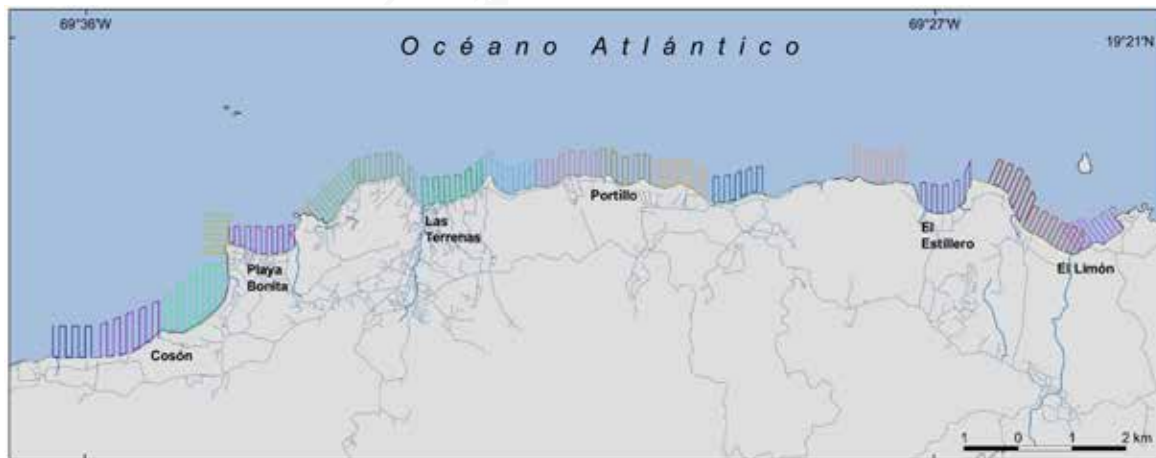 69°36'W
69°27'W
19°21'N
Océano Atlántico
Portillo
Las
Terrenas
El
Estillero
Playa
Bonita
El Limón
Cosón
1 0 1 2 km